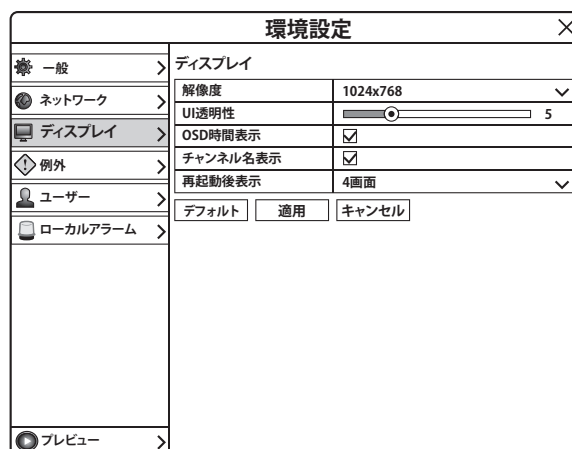 環境設定
一般
ネットワーク
ディスプレイ
例外
ユーザー
ローカルアラーム
プレビュー
ディスプレイ
解像度 1024x768
UI透明性 5
OSD時間表示
チャンネル名表示
再起動後表示 4画面
デフォルト 適用 キャンセル